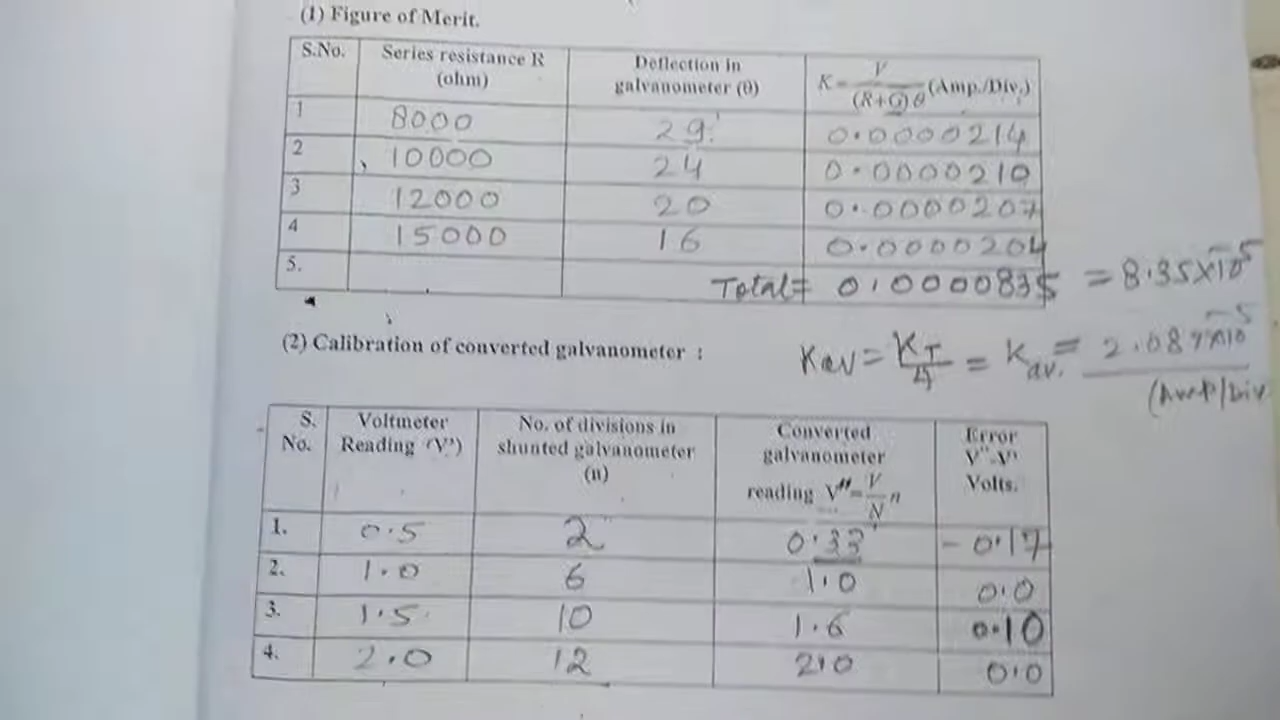 (1) Figure of Merit.
S.No. Series resistance R (ohm) Deflection in galvanometer (θ) K = V/(R+G)θ (Amp./Div.)
1 8000 29 0.0000214
2 10000 24 0.0000210
3 12000 20 0.0000207
4 15000 16 0.0000204
5. Total = 0.0000835 = 8.35×10⁻⁵
(2) Calibration of converted galvanometer :
Kav = KT/4 = Kav. = 2.087×10⁻⁵
(Amp/Div
S. No. Voltmeter Reading (V') No. of divisions in shunted galvanometer (n) Converted galvanometer reading V"=V/N n Error V"-V' Volts.
1. 0.5 2 0.33 - 0.17
2. 1.0 6 1.0 0.0
3. 1.5 10 1.6 0.10
4. 2.0 12 2.0 0.0